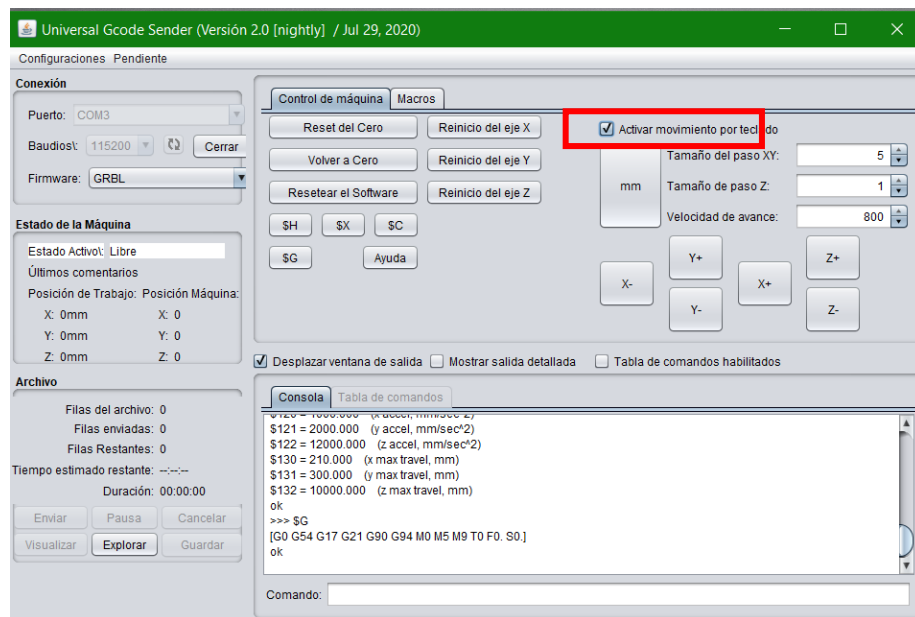 Universal Gcode Sender (Versión 2.0 [nightly] / Jul 29, 2020)
Configuraciones Pendiente
Conexión
Puerto: COM3
Baudios\: 115200
Cerrar
Firmware: GRBL
Estado de la Máquina
Estado Activo\: Libre
Últimos comentarios
Posición de Trabajo: Posición Máquina:
X: 0mm X: 0
Y: 0mm Y: 0
Z: 0mm Z: 0
Archivo
Filas del archivo: 0
Filas enviadas: 0
Filas Restantes: 0
Tiempo estimado restante: --:--:--
Duración: 00:00:00
Enviar Pausa Cancelar
Visualizar Explorar Guardar
Control de máquina Macros
Reset del Cero Reinicio del eje X
Volver a Cero Reinicio del eje Y
Resetear el Software Reinicio del eje Z
$H $X $C
$G Ayuda
Activar movimiento por teclado
mm
Tamaño del paso XY: 5
Tamaño de paso Z: 1
Velocidad de avance: 800
Y+ Z+
X- X+
Y- Z-
Desplazar ventana de salida Mostrar salida detallada Tabla de comandos habilitados
Consola Tabla de comandos
$121 = 2000.000 (y accel, mm/sec^2)
$122 = 12000.000 (z accel, mm/sec^2)
$130 = 210.000 (x max travel, mm)
$131 = 300.000 (y max travel, mm)
$132 = 10000.000 (z max travel, mm)
ok
>>> $G
[G0 G54 G17 G21 G90 G94 M0 M5 M9 T0 F0. S0.]
ok
Comando: